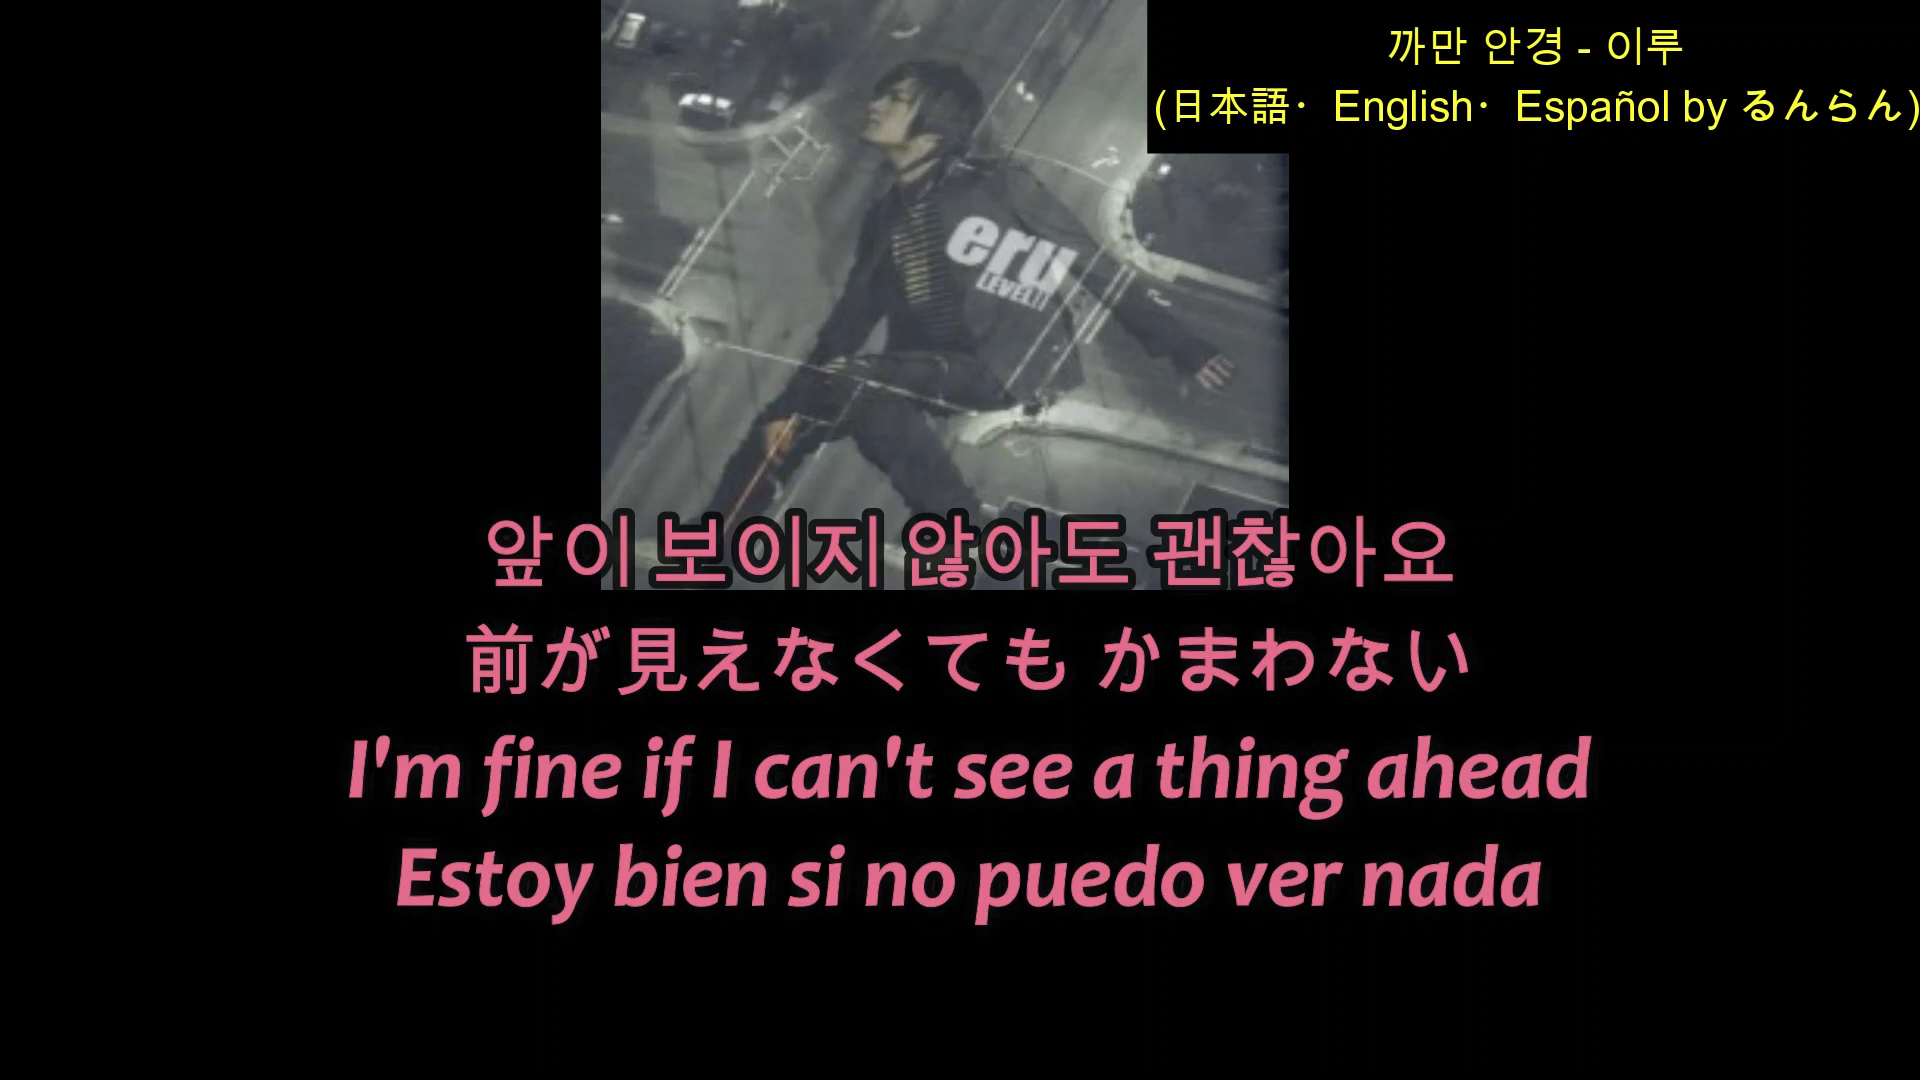 까만 안경 - 이루
(日本語・English・Español by るんらん)
eru
LEVEL II
앞이 보이지 않아도 괜찮아요
前が見えなくても かまわない
I'm fine if I can't see a thing ahead
Estoy bien si no puedo ver nada